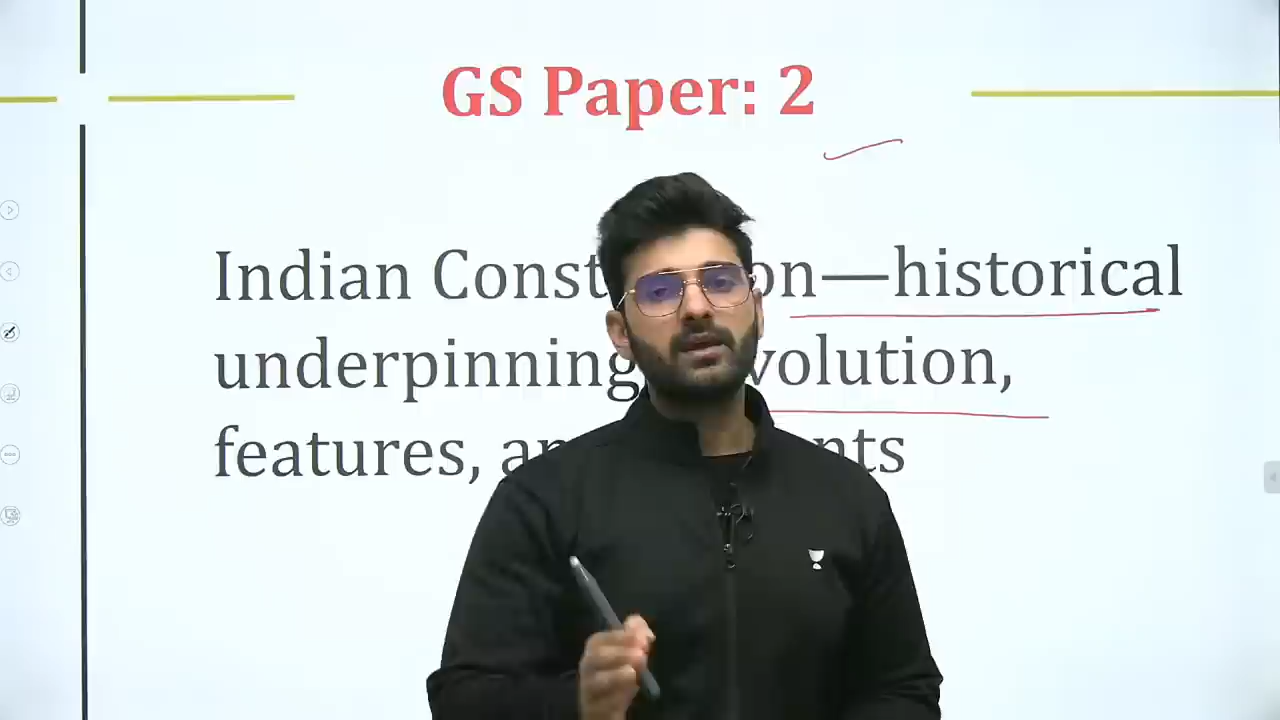 GS Paper: 2
Indian Const on—historical
underpinning volution,
features, a nts